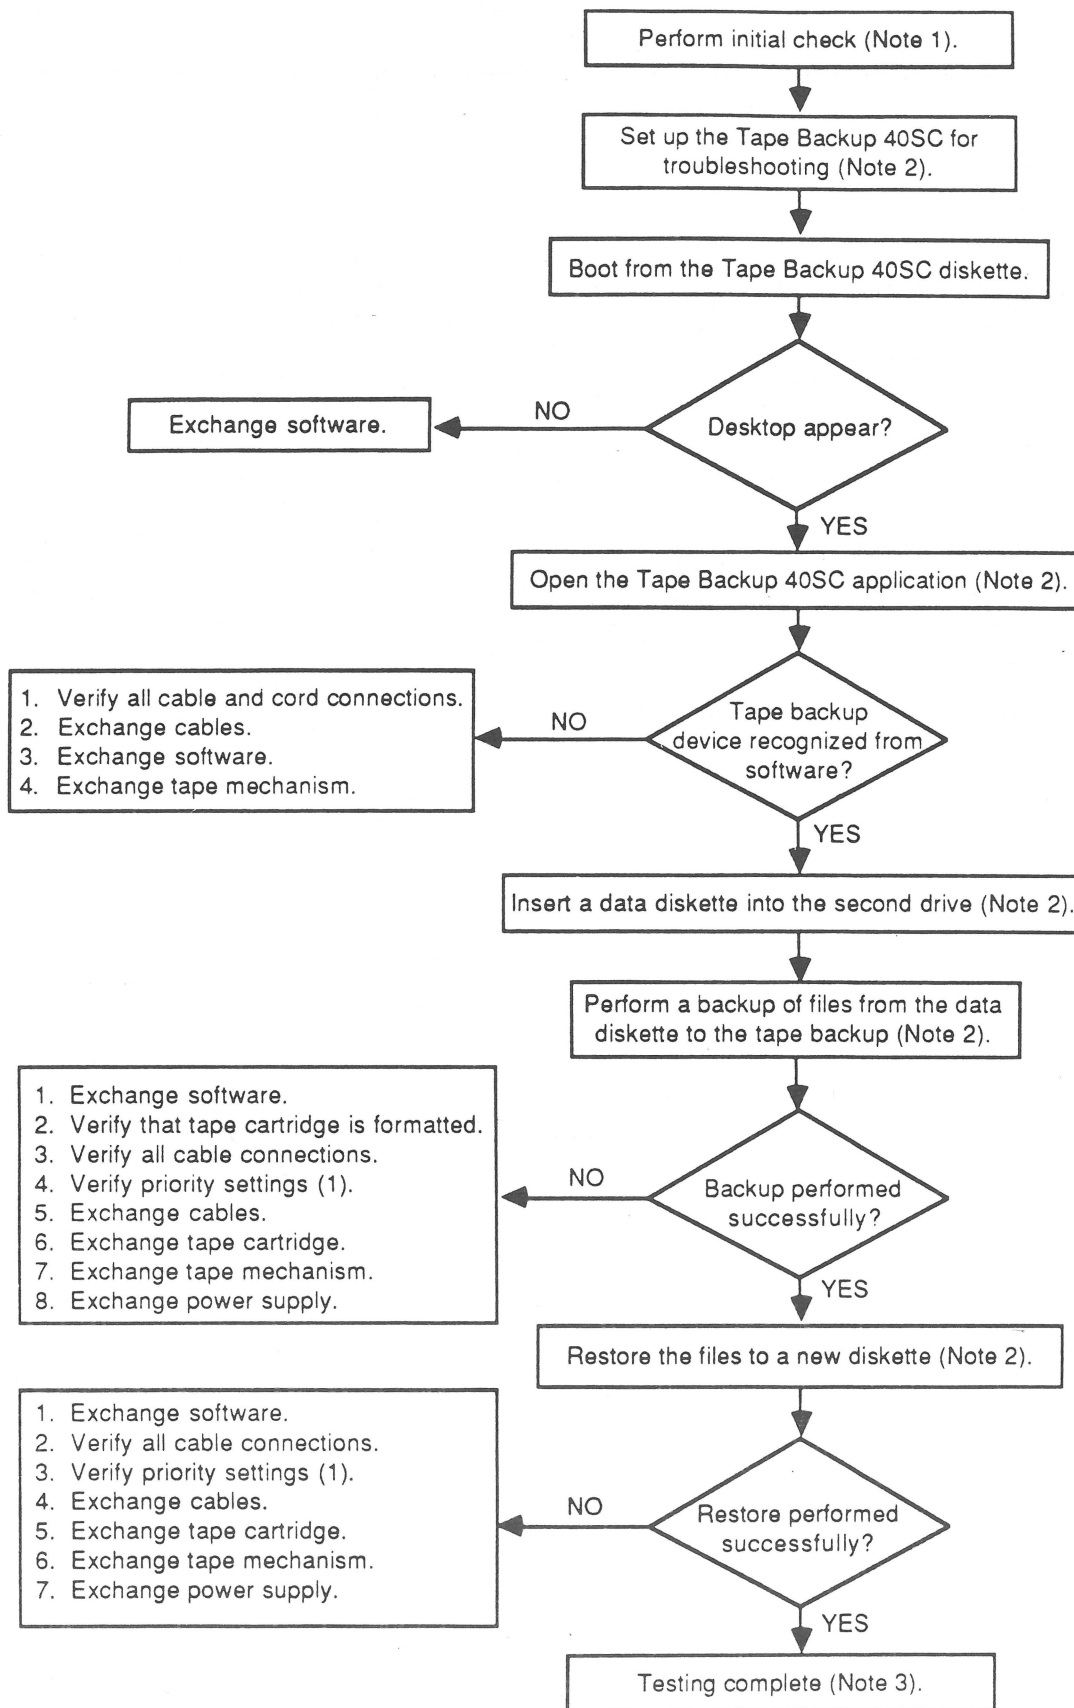 Perform initial check (Note 1).
Set up the Tape Backup 40SC for
troubleshooting (Note 2).
Boot from the Tape Backup 40SC diskette.
Desktop appear?
NO
Exchange software.
YES
Open the Tape Backup 40SC application (Note 2).
Tape backup
device recognized from
software?
NO
1. Verify all cable and cord connections.
2. Exchange cables.
3. Exchange software.
4. Exchange tape mechanism.
YES
Insert a data diskette into the second drive (Note 2).
Perform a backup of files from the data
diskette to the tape backup (Note 2).
Backup performed
successfully?
NO
1. Exchange software.
2. Verify that tape cartridge is formatted.
3. Verify all cable connections.
4. Verify priority settings (1).
5. Exchange cables.
6. Exchange tape cartridge.
7. Exchange tape mechanism.
8. Exchange power supply.
YES
Restore the files to a new diskette (Note 2).
Restore performed
successfully?
NO
1. Exchange software.
2. Verify all cable connections.
3. Verify priority settings (1).
4. Exchange cables.
5. Exchange tape cartridge.
6. Exchange tape mechanism.
7. Exchange power supply.
YES
Testing complete (Note 3).